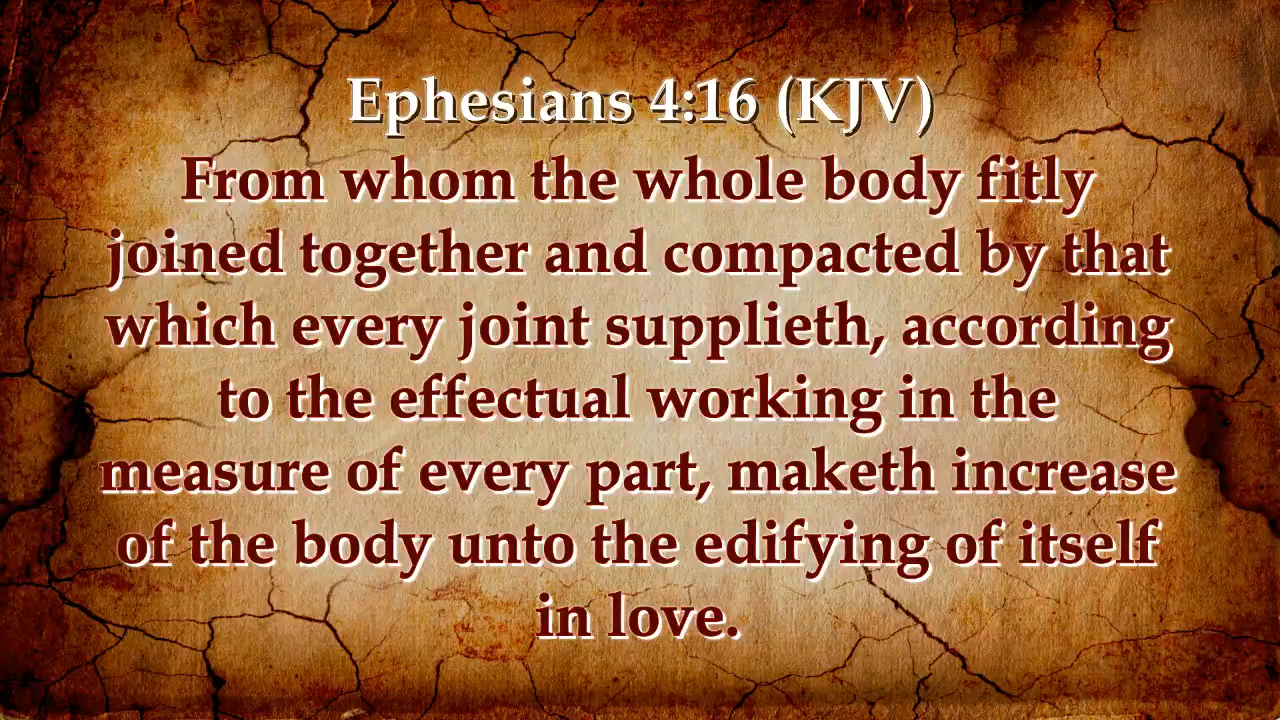 Ephesians 4:16 (KJV)
From whom the whole body fitly
joined together and compacted by that
which every joint supplieth, according
to the effectual working in the
measure of every part, maketh increase
of the body unto the edifying of itself
in love.